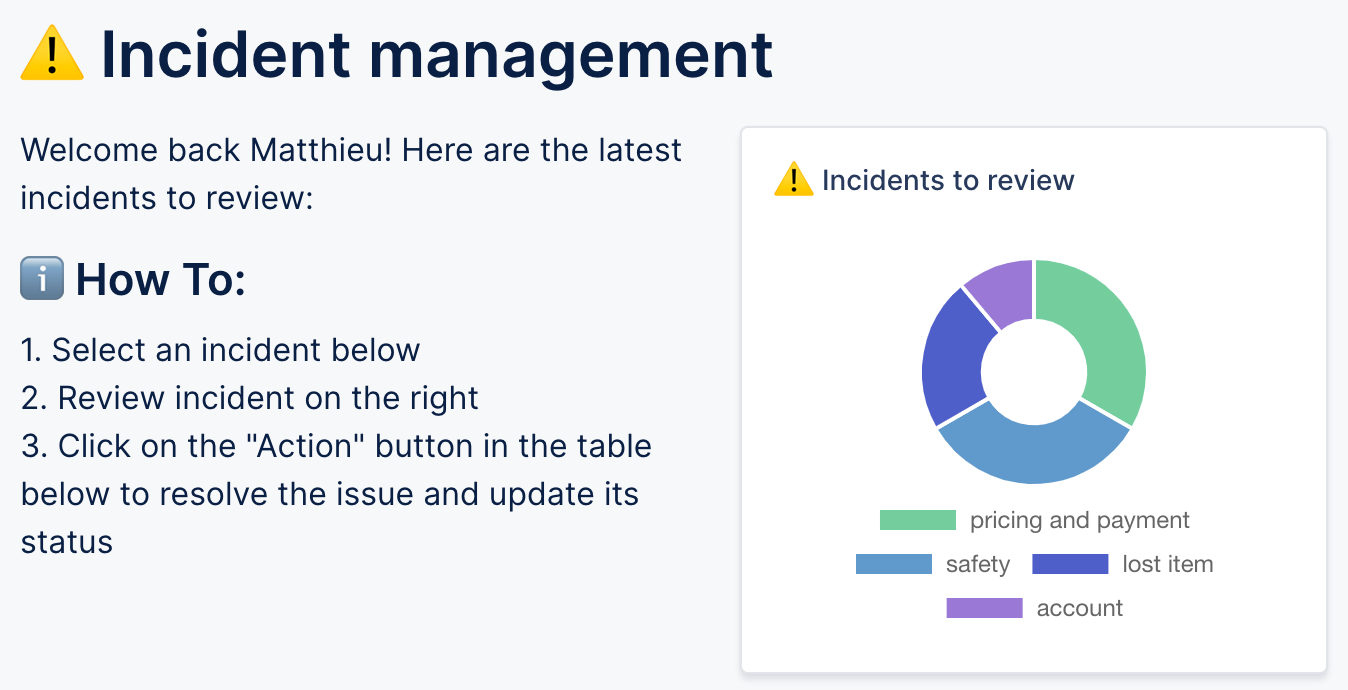 ⚠️ Incident management
Welcome back Matthieu! Here are the latest
incidents to review:
ℹ️ How To:
1. Select an incident below
2. Review incident on the right
3. Click on the "Action" button in the table
below to resolve the issue and update its
status
⚠️ Incidents to review
pricing and payment
safety lost item
account